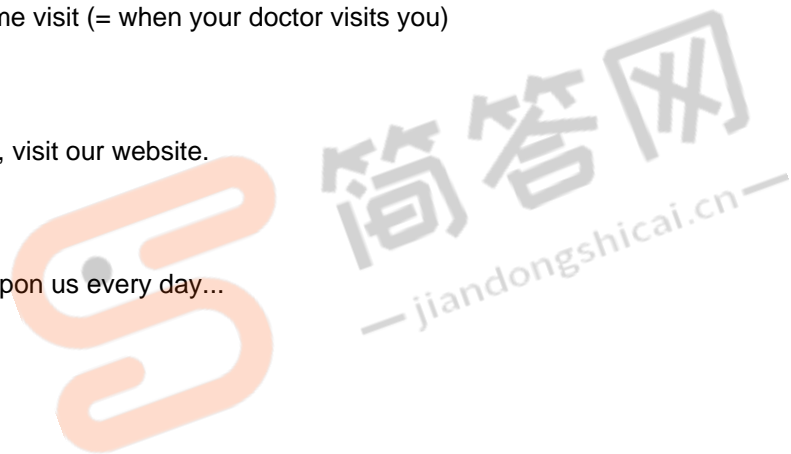 me visit (= when your doctor visits you)
, visit our website.
pon us every day...
简答网
— jiandongshicai.cn —